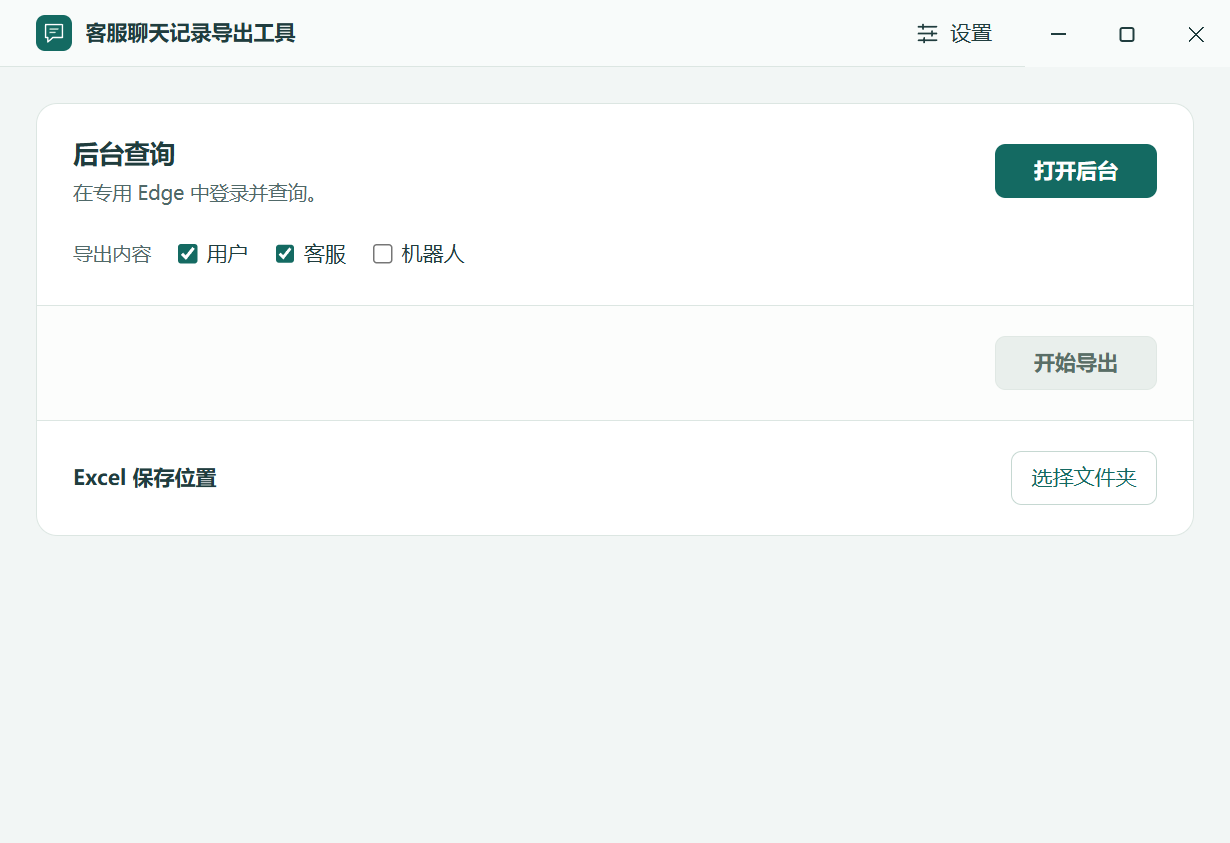 客服聊天记录导出工具
设置
后台查询
打开后台
在专用 Edge 中登录并查询。
导出内容 用户 客服 机器人
开始导出
Excel 保存位置
选择文件夹